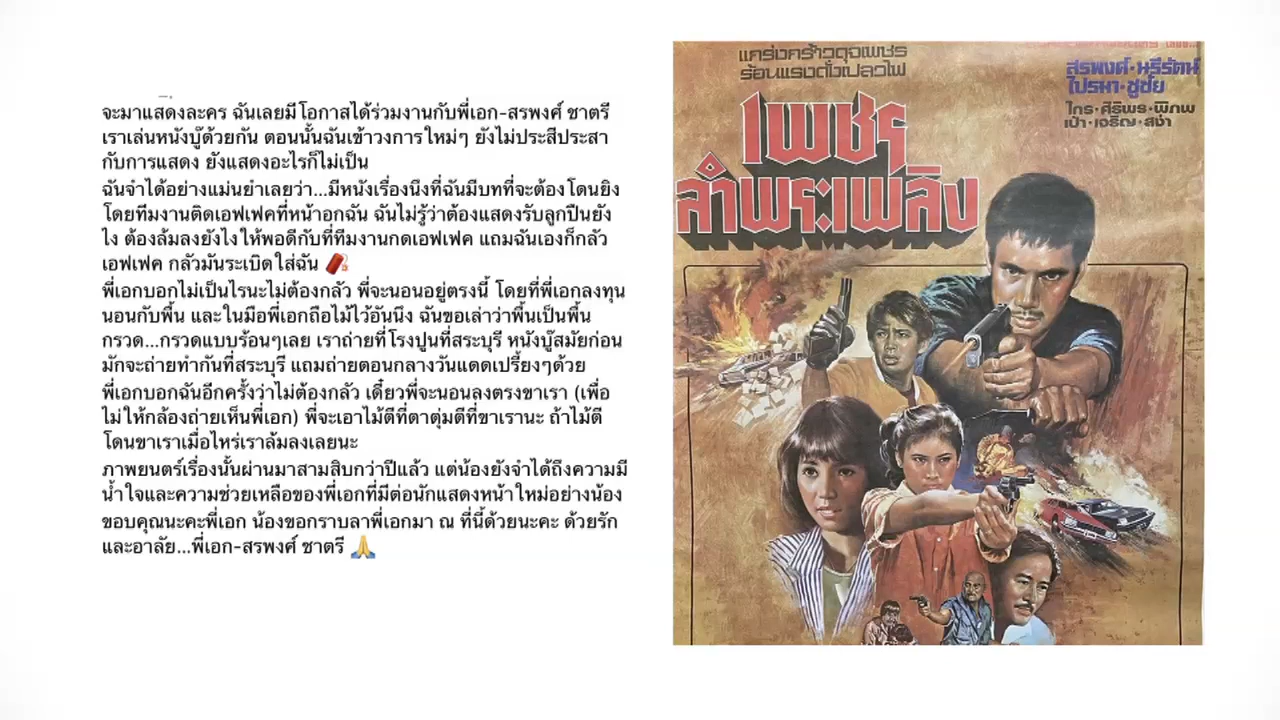 จะมาแสดงละคร ฉันเลยมีโอกาสได้ร่วมงานกับพี่เอก-สรพงศ์ ชาตรี
เราเล่นหนังบู๊ด้วยกัน ตอนนั้นฉันเข้าวงการใหม่ๆ ยังไม่ประสีประสา
กับการแสดง ยังแสดงอะไรก็ไม่เป็น
ฉันจำได้อย่างแม่นยำเลยว่า...มีหนังเรื่องนึงที่ฉันมีบทที่จะต้องโดนยิง
โดยทีมงานติดเอฟเฟคที่หน้าอกฉัน ฉันไม่รู้ว่าต้องแสดงรับลูกปืนยัง
ไง ต้องล้มลงยังไงให้พอดีกับที่ทีมงานกดเอฟเฟค แถมฉันเองก็กลัว
เอฟเฟค กลัวมันระเบิดใส่ฉัน 🧨
พี่เอกบอกไม่เป็นไรนะไม่ต้องกลัว พี่จะนอนอยู่ตรงนี้ โดยที่พี่เอกลงทุน
นอนกับพื้น และในมือพี่เอกถือไม้ไว้อันนึง ฉันขอเล่าว่าพื้นเป็นพื้น
กรวด...กรวดแบบร้อนๆเลย เราถ่ายที่โรงปูนที่สระบุรี หนังบู๊สมัยก่อน
มักจะถ่ายทำกันที่สระบุรี แถมถ่ายตอนกลางวันแดดเปรี้ยงๆด้วย
พี่เอกบอกฉันอีกครั้งว่าไม่ต้องกลัว เดี๋ยวพี่จะนอนลงตรงขาเรา (เพื่อ
ไม่ให้กล้องถ่ายเห็นพี่เอก) พี่จะเอาไม้ตีที่ตาตุ่มตีที่ขาเรานะ ถ้าไม้ตี
โดนขาเราเมื่อไหร่เราล้มลงเลยนะ
ภาพยนตร์เรื่องนั้นผ่านมาสามสิบกว่าปีแล้ว แต่น้องยังจำได้ถึงความมี
น้ำใจและความช่วยเหลือของพี่เอกที่มีต่อนักแสดงหน้าใหม่อย่างน้อง
ขอบคุณนะคะพี่เอก น้องขอกราบลาพี่เอกมา ณ ที่นี้ด้วยนะคะ ด้วยรัก
และอาลัย...พี่เอก-สรพงศ์ ชาตรี 🙏
แกร่งกร้าวดุจเพชร
ร้อนแรงดั่งเปลวไฟ
เพชร
ลำพระเพลิง
สรพงศ์·นรีรัตน์
ไปรมา·ชูชัย
ไกร·ศิริพร·พิภพ
เป้า·เจริญ·สง่า